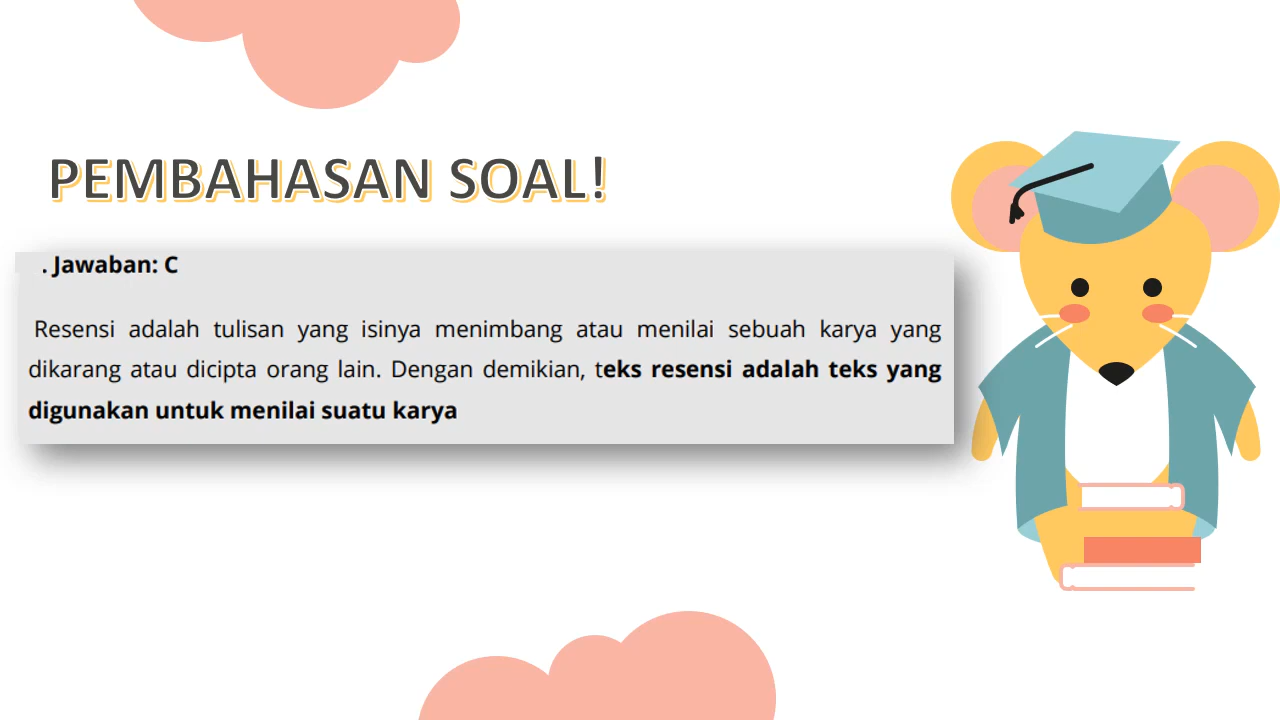 PEMBAHASAN SOAL!
. Jawaban: C
Resensi adalah tulisan yang isinya menimbang atau menilai sebuah karya yang
dikarang atau dicipta orang lain. Dengan demikian, teks resensi adalah teks yang
digunakan untuk menilai suatu karya